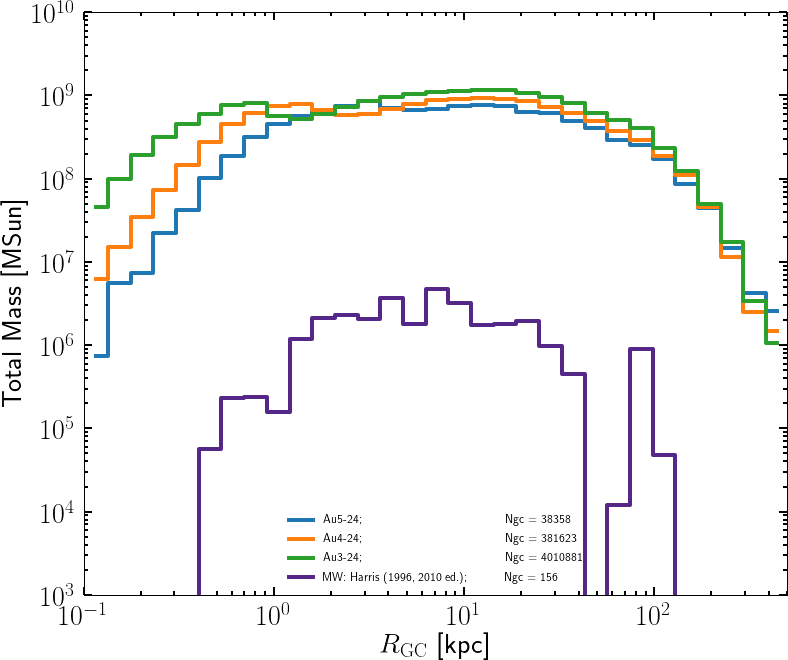 10^10
10^9
10^8
10^7
10^6
10^5
10^4
10^3
Total Mass [MSun]
Au5-24; Ngc = 38358
Au4-24; Ngc = 381623
Au3-24; Ngc = 4010881
MW: Harris (1996, 2010 ed.); Ngc = 156
10^−1 10^0 10^1 10^2
R_GC [kpc]